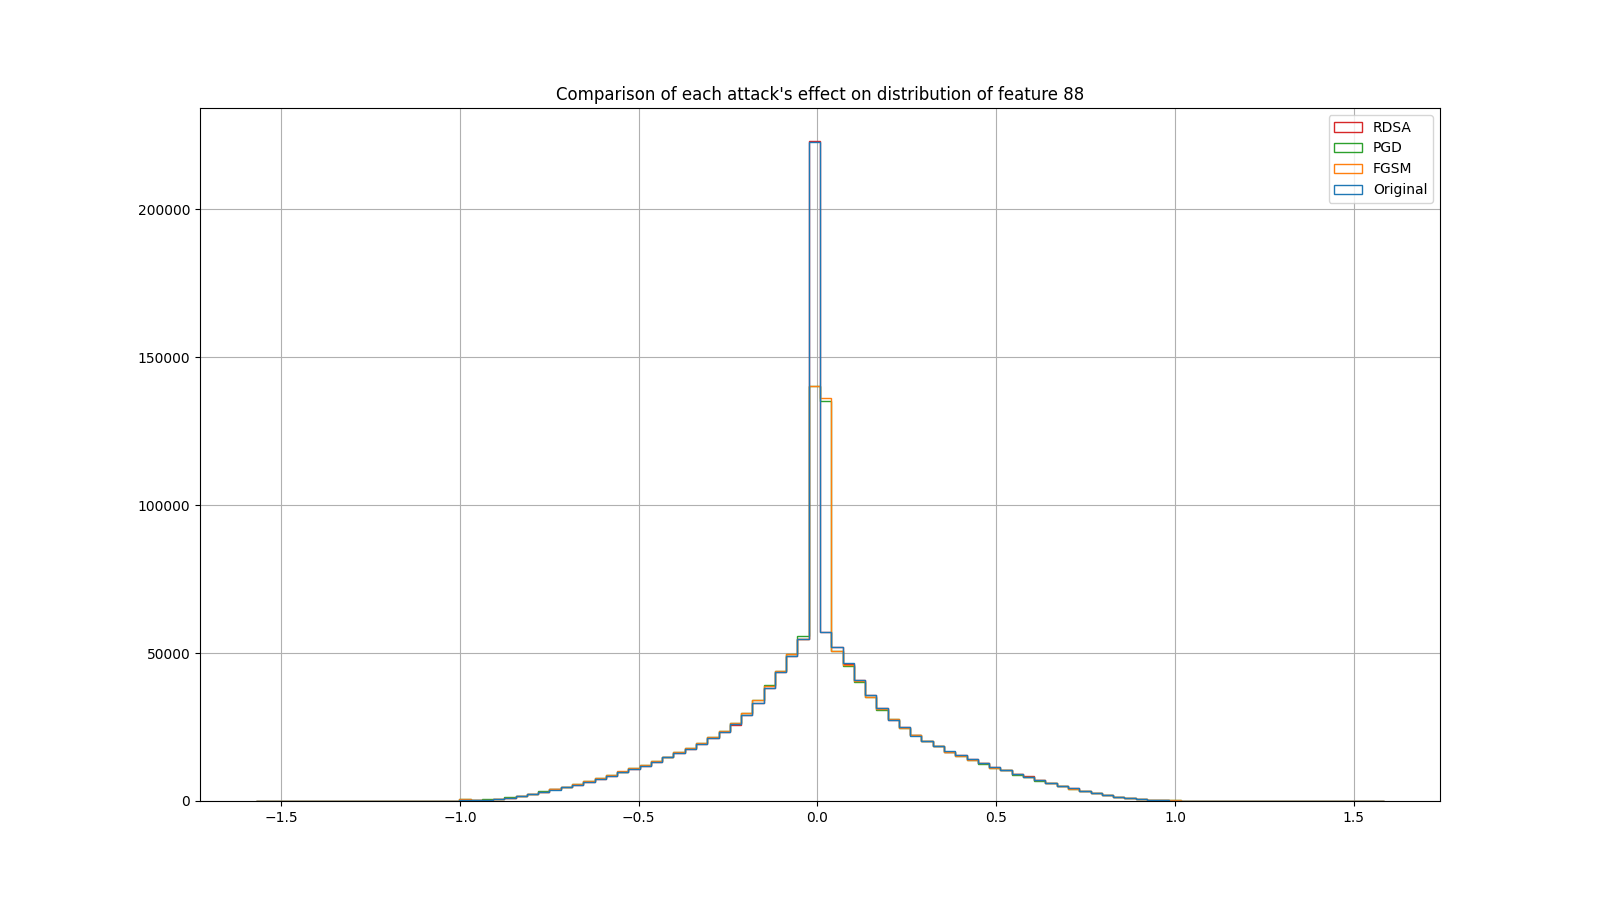 Comparison of each attack's effect on distribution of feature 88
RDSA
PGD
FGSM
Original
200000
150000
100000
50000
0
−1.5 −1.0 −0.5 0.0 0.5 1.0 1.5